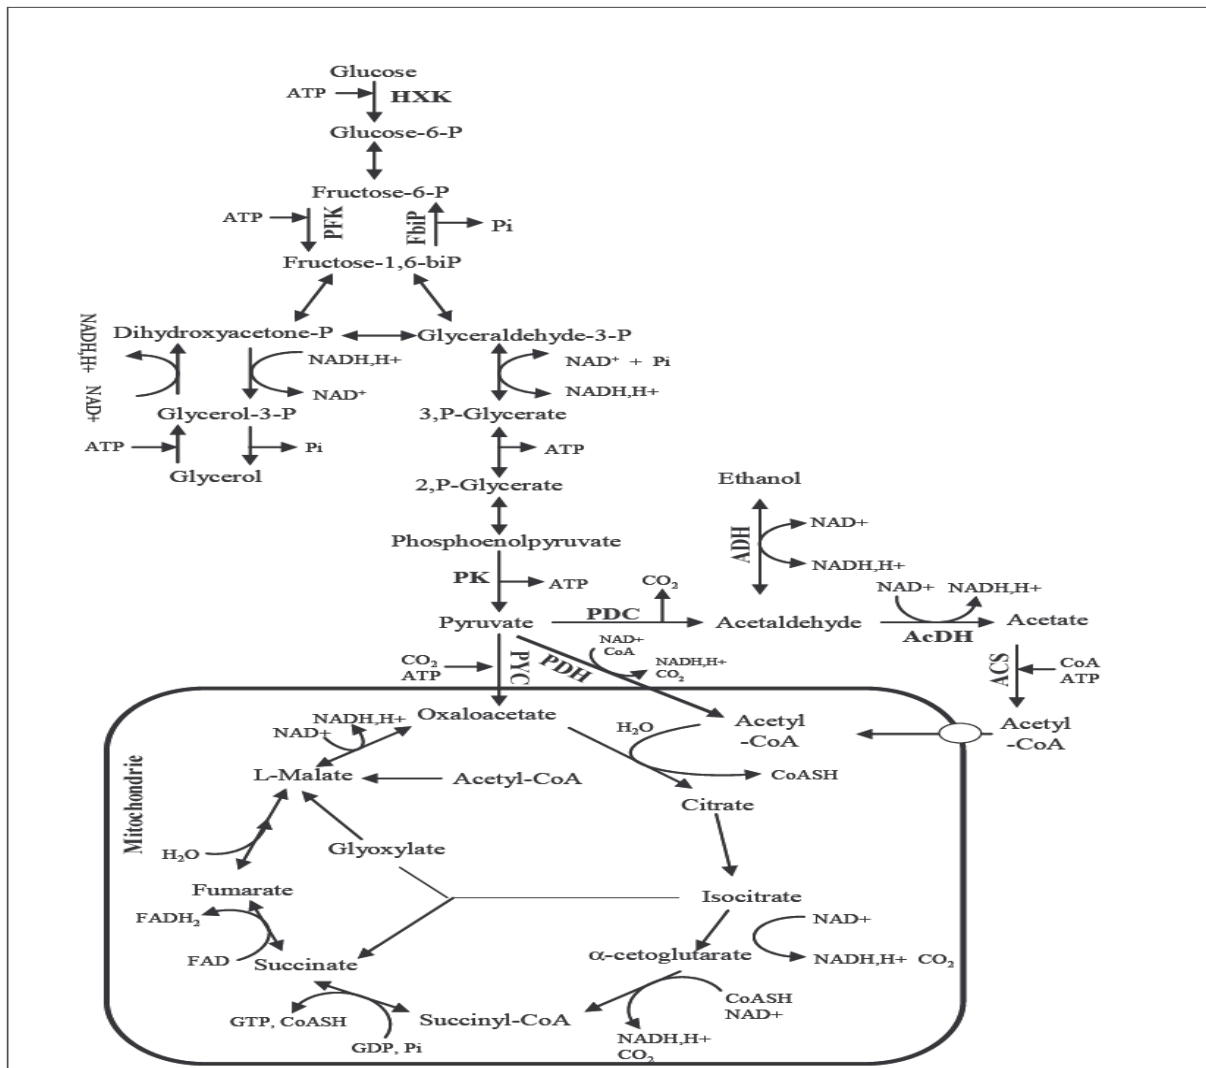 Glucose
ATP
HXK
Glucose-6-P
Fructose-6-P
ATP
PFK
FbiP
Pi
Fructose-1,6-biP
Dihydroxyacetone-P
Glyceraldehyde-3-P
NADH,H+ NAD+
NADH,H+
NAD⁺
NAD⁺ + Pi
NADH,H+
Glycerol-3-P
3,P-Glycerate
ATP
Pi
ATP
Glycerol
2,P-Glycerate
Ethanol
Phosphoenolpyruvate
ADH
NAD+
NADH,H+
PK
ATP
CO₂
NAD+
NADH,H+
Pyruvate
PDC
Acetaldehyde
AcDH
Acetate
CO₂
ATP
PYC
PDH
NAD+
CoA
NADH,H+
CO₂
ACS
CoA
ATP
Oxaloacetate
NADH,H+
NAD+
H₂O
Acetyl
-CoA
Acetyl
-CoA
Mitochondrie
L-Malate
Acetyl-CoA
CoASH
Citrate
H₂O
Glyoxylate
Fumarate
Isocitrate
FADH₂
FAD
NAD+
Succinate
α-cetoglutarate
NADH,H+ CO₂
GTP, CoASH
GDP, Pi
Succinyl-CoA
CoASH
NAD+
NADH,H+
CO₂